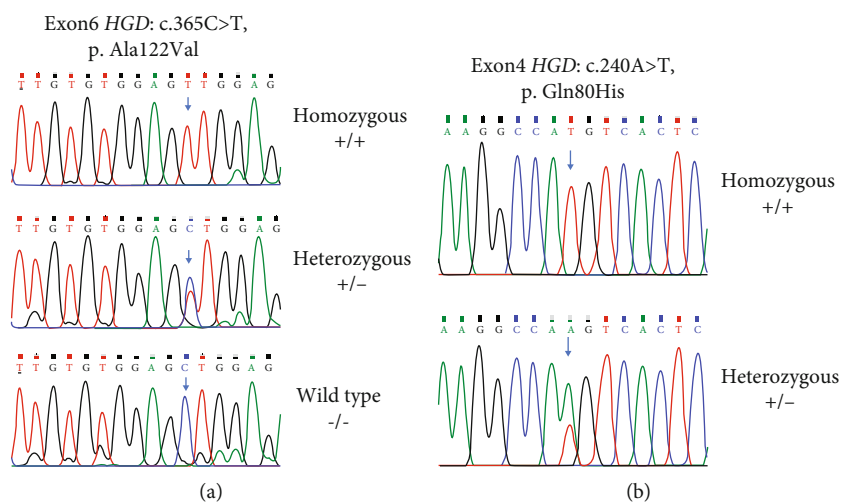 Exon6 HGD: c.365C>T,
p. Ala122Val
T T G T G T G G A G T T G G A G
Homozygous
+/+
T T G T G T G G A G C T G G A G
Heterozygous
+/–
T T G T G T G G A G C T G G A G
Wild type
-/-
(a)
Exon4 HGD: c.240A>T,
p. Gln80His
A A G G C C A T G T C A C T C
Homozygous
+/+
A A G G C C A A G T C A C T C
Heterozygous
+/–
(b)